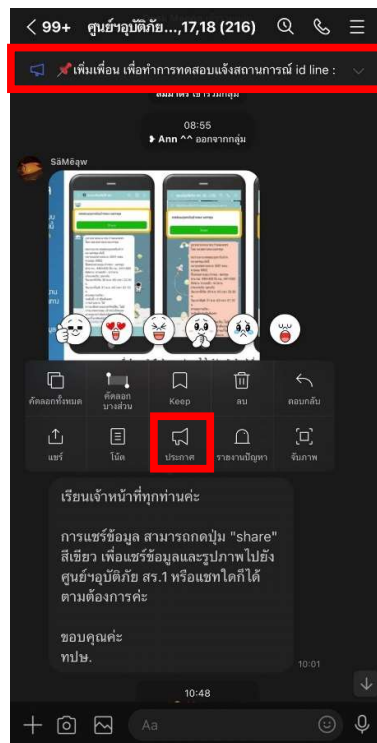 99+ ศูนย์ฯอุบัติภัย...,17,18 (216)
เพิ่มเพื่อน เพื่อทำการทดสอบแจ้งสถานการณ์ id line :
08:55
Ann ^^ ออกจากกลุ่ม
SäMëąw
คัดลอกทั้งหมด
คัดลอก
บางส่วน
Keep
ลบ
ตอบกลับ
แชร์
โน้ต
ประกาศ
รายงานปัญหา
จับภาพ
เรียนเจ้าหน้าที่ทุกท่านค่ะ
การแชร์ข้อมูล สามารถกดปุ่ม "share"
สีเขียว เพื่อแชร์ข้อมูลและรูปภาพไปยัง
ศูนย์ฯอุบัติภัย สร.1 หรือแชทใดก็ได้
ตามต้องการค่ะ
ขอบคุณค่ะ
ทปษ.
10:01
10:48
Aa